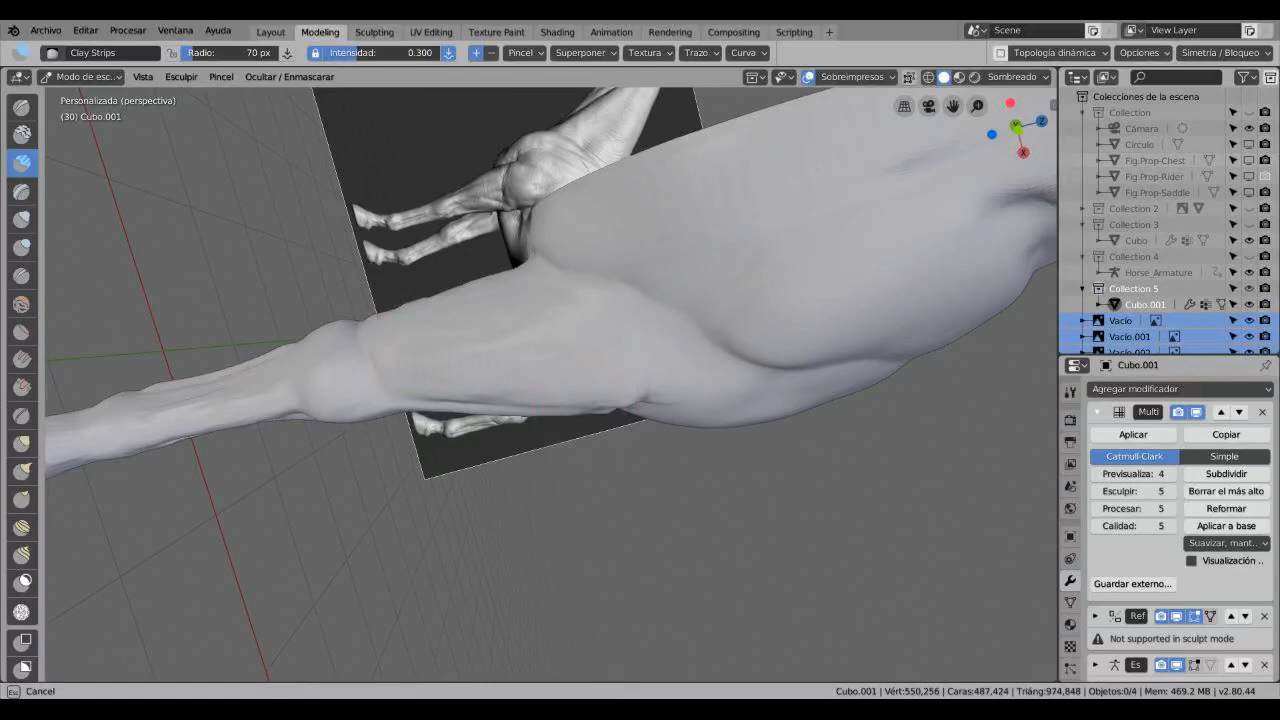 Archivo Editar Procesar Ventana Ayuda Layout Modeling Sculpting UV Editing Texture Paint Shading Animation Rendering Compositing Scripting + Scene View Layer
Clay Strips Radio: 70 px Intensidad: 0.300 Pincel Superponer Textura Trazo Curva Topología dinámica Opciones Simetría / Bloqueo
Modo de esc.. Vista Esculpir Pincel Ocultar / Enmascarar Sobreimpresos Sombreado
Personalizada (perspectiva)
(30) Cubo.001
Z
Y
X
Colecciones de la escena
Collection
Cámara
Círculo
Fig.Prop-Chest
Fig.Prop-Rider
Fig.Prop-Saddle
Collection 2
Collection 3
Cubo
Collection 4
Horse_Armature
Collection 5
Cubo.001
Vacío
Vacío.001
Vacío.002
Cubo.001
Agregar modificador
Multi
Aplicar Copiar
Catmull-Clark Simple
Previsualiza: 4 Subdividir
Esculpir: 5 Borrar el más alto
Procesar: 5 Reformar
Calidad: 5 Aplicar a base
Suavizar, mant..
Visualización ..
Guardar externo...
Ref
Not supported in sculpt mode
Es
Esc Cancel Cubo.001 | Vért:550,256 | Caras:487,424 | Triáng:974,848 | Objetos:0/4 | Mem: 469.2 MB | v2.80.44